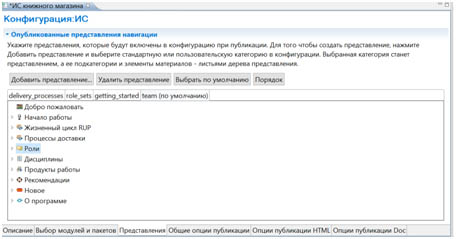 *ИС книжного магазина
Конфигурация:ИС
Опубликованные представления навигации
Укажите представления, которые будут включены в конфигурацию при публикации. Для того чтобы создать представление, нажмите
Добавить представление и выберите стандартную или пользовательскую категорию в конфигурации. Выбранная категория станет
представлением, а ее подкатегории и элементы материалов - листьями дерева представления.
Добавить представление... Удалить представление Выбрать по умолчанию Порядок
delivery_processes role_sets getting_started team (по умолчанию)
Добро пожаловать
Начало работы
Жизненный цикл RUP
Процессы доставки
Роли
Дисциплины
Продукты работы
Рекомендации
Новое
О программе
Описание Выбор модулей и пакетов Представления Общие опции публикации Опции публикации HTML Опции публикации Doc